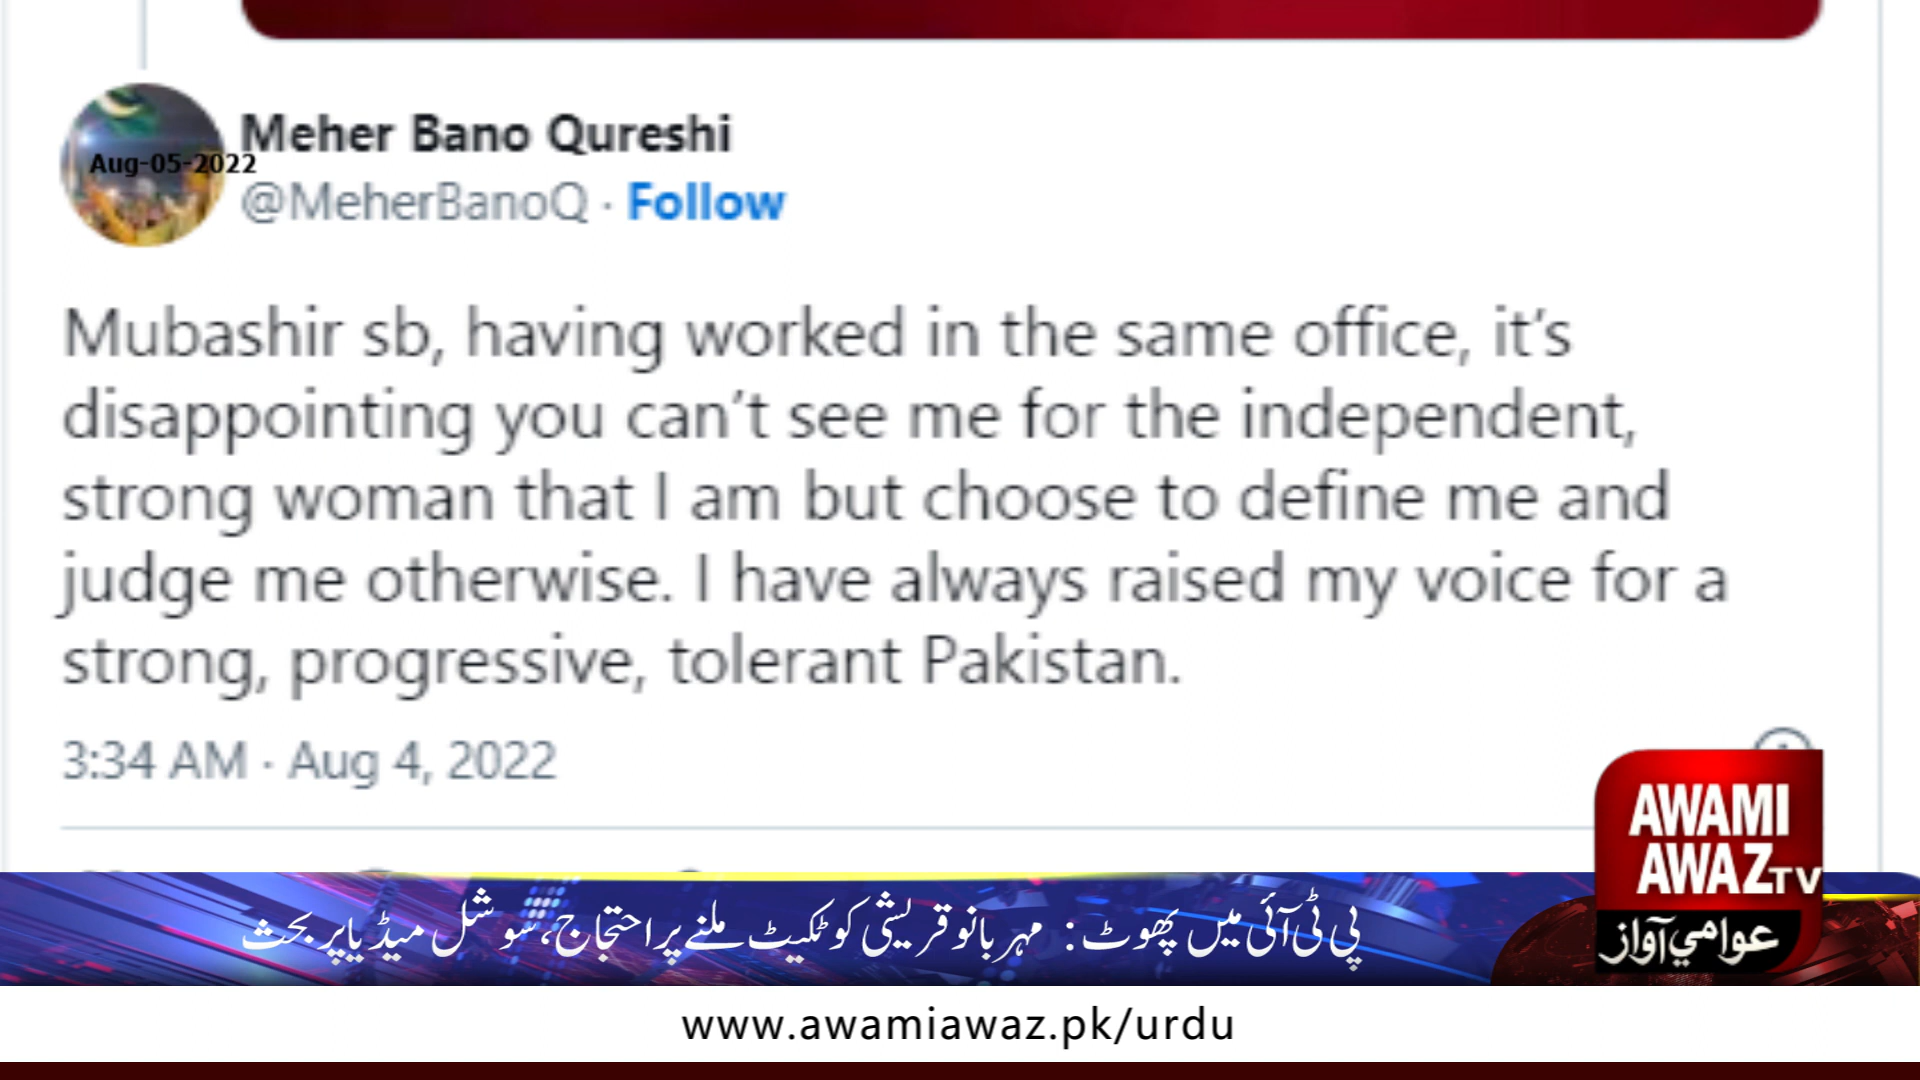 Meher Bano Qureshi
Aug-05-2022
@MeherBanoQ · Follow
Mubashir sb, having worked in the same office, it’s
disappointing you can’t see me for the independent,
strong woman that I am but choose to define me and
judge me otherwise. I have always raised my voice for a
strong, progressive, tolerant Pakistan.
3:34 AM · Aug 4, 2022
AWAMI
AWAZ TV
عوامي آواز
پی ٹی آئی میں پھوٹ: مہر بانو قریشی کو ٹکیٹ ملنے پر احتجاج، سوشل میڈیا پر بحث
www.awamiawaz.pk/urdu